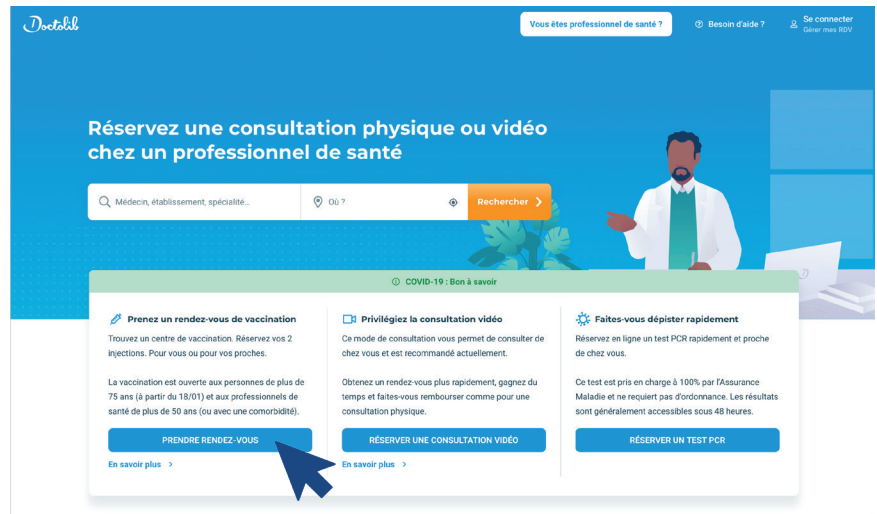 Doctolib
Vous êtes professionnel de santé ?
Besoin d'aide ?
Se connecter
Gérer mes RDV
Réservez une consultation physique ou vidéo
chez un professionnel de santé
Médecin, établissement, spécialité...
Où ?
Rechercher
COVID-19 : Bon à savoir
Prenez un rendez-vous de vaccination
Trouvez un centre de vaccination. Réservez vos 2
injections. Pour vous ou pour vos proches.
La vaccination est ouverte aux personnes de plus de
75 ans (à partir du 18/01) et aux professionnels de
santé de plus de 50 ans (ou avec une comorbidité).
PRENDRE RENDEZ-VOUS
En savoir plus
Privilégiez la consultation vidéo
Ce mode de consultation vous permet de consulter de
chez vous et est recommandé actuellement.
Obtenez un rendez-vous plus rapidement, gagnez du
temps et faites-vous rembourser comme pour une
consultation physique.
RÉSERVER UNE CONSULTATION VIDÉO
En savoir plus
Faites-vous dépister rapidement
Réservez en ligne un test PCR rapidement et proche
de chez vous.
Ce test est pris en charge à 100% par l'Assurance
Maladie et ne requiert pas d'ordonnance. Les résultats
sont généralement accessibles sous 48 heures.
RÉSERVER UN TEST PCR